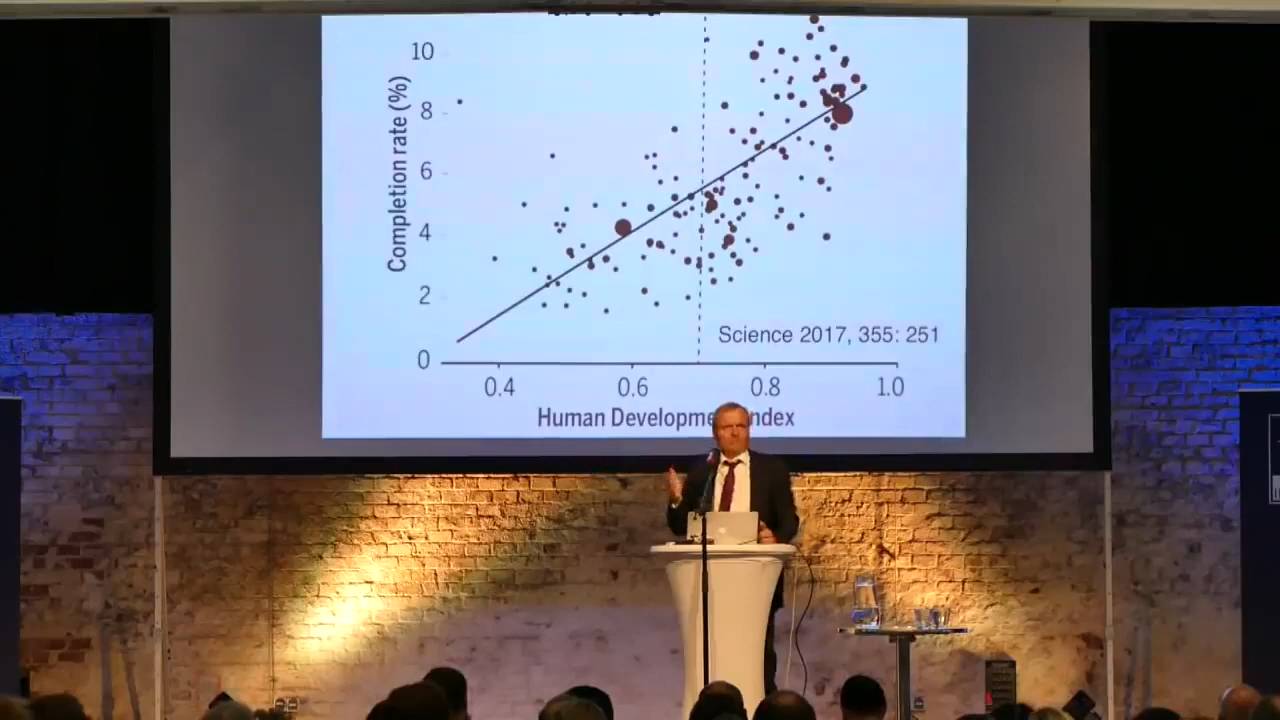 10
8
6
4
2
0
Completion rate (%)
Science 2017, 355: 251
0.4 0.6 0.8 1.0
Human Developme ndex